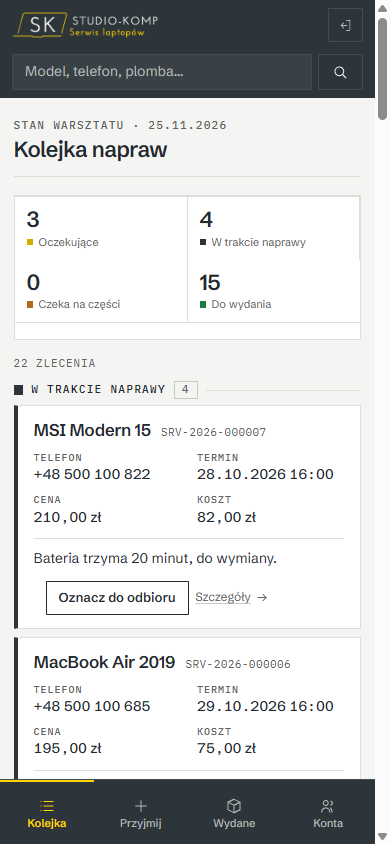 SK STUDIO-KOMP
Serwis laptopów
Model, telefon, plomba...
STAN WARSZTATU · 25.11.2026
Kolejka napraw
3
Oczekujące
4
W trakcie naprawy
0
Czeka na części
15
Do wydania
22 ZLECENIA
W TRAKCIE NAPRAWY 4
MSI Modern 15 SRV-2026-000007
TELEFON TERMIN
+48 500 100 822 28.10.2026 16:00
CENA KOSZT
210,00 zł 82,00 zł
Bateria trzyma 20 minut, do wymiany.
Oznacz do odbioru Szczegóły →
MacBook Air 2019 SRV-2026-000006
TELEFON TERMIN
+48 500 100 685 29.10.2026 16:00
CENA KOSZT
195,00 zł 75,00 zł
Kolejka Przyjmij Wydane Konta